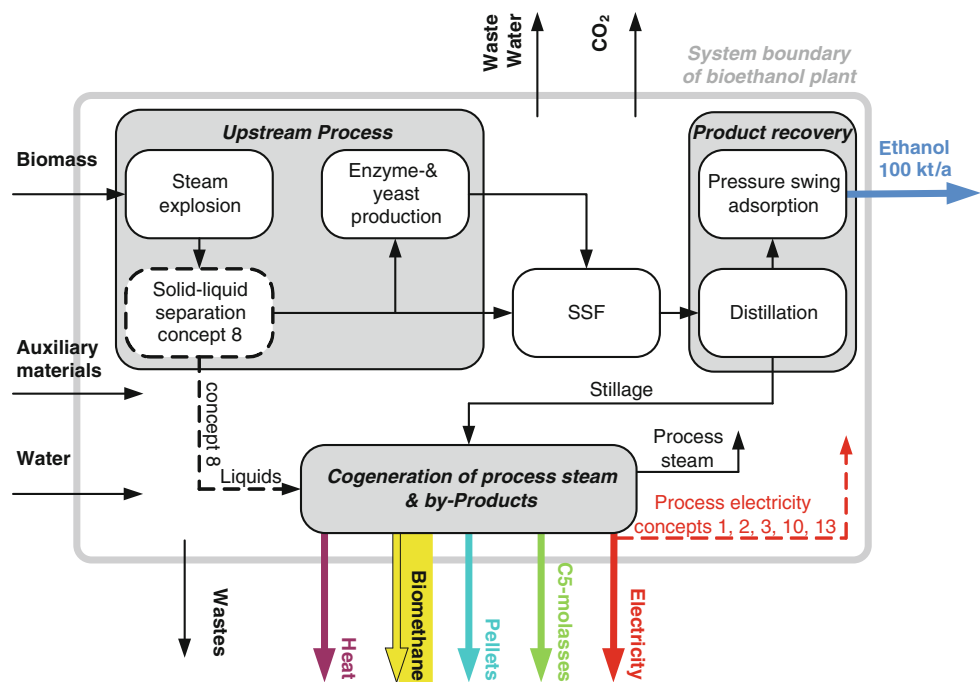 Waste
Water
CO₂
System boundary
of bioethanol plant
Upstream Process
Product recovery
Biomass
Steam
explosion
Enzyme-&
yeast
production
Pressure swing
adsorption
Ethanol
100 kt/a
Solid-liquid
separation
concept 8
SSF
Distillation
Auxiliary
materials
Stillage
concept 8
Liquids
Water
Cogeneration of process steam
& by-Products
Process
steam
Process electricity
concepts 1, 2, 3, 10, 13
Wastes
Heat
Biomethane
Pellets
C5-molasses
Electricity